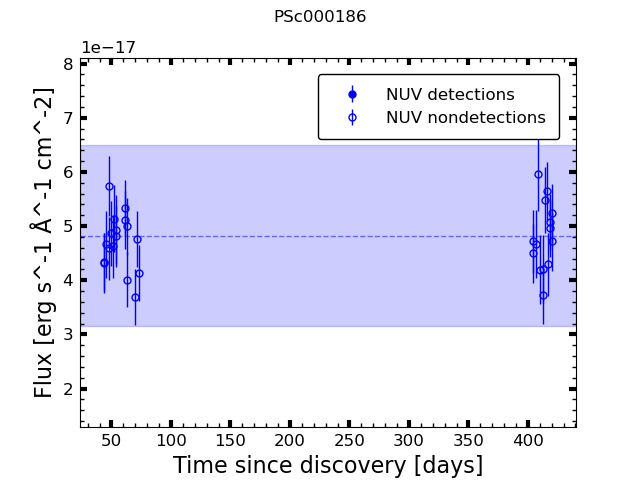 PSc000186
1e−17
NUV detections
NUV nondetections
8
7
6
5
4
3
2
Flux [erg s^-1 Å^-1 cm^-2]
50 100 150 200 250 300 350 400
Time since discovery [days]